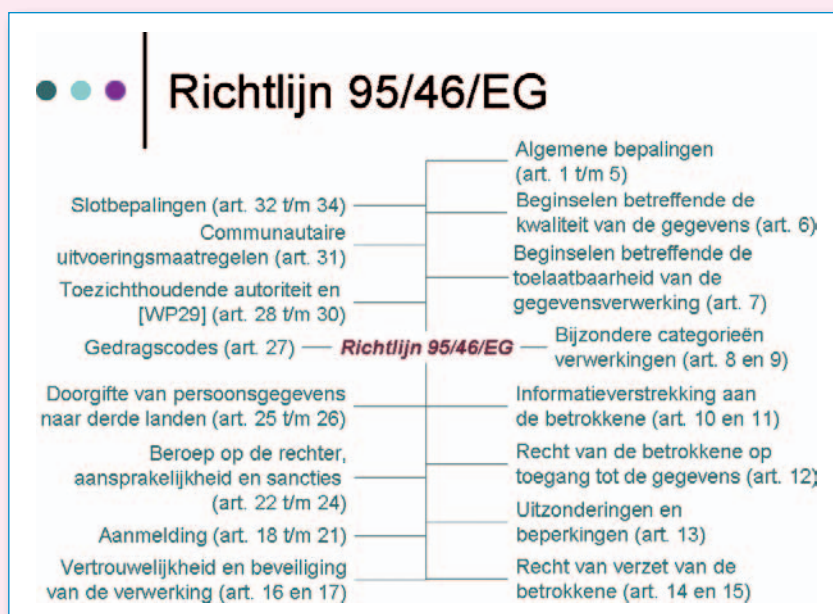 Richtlijn 95/46/EG
Algemene bepalingen
(art. 1 t/m 5)
Beginselen betreffende de
kwaliteit van de gegevens (art. 6)
Beginselen betreffende de
toelaatbaarheid van de
gegevensverwerking (art. 7)
Bijzondere categorieën
verwerkingen (art. 8 en 9)
Informatieverstrekking aan
de betrokkene (art. 10 en 11)
Recht van de betrokkene op
toegang tot de gegevens (art. 12)
Uitzonderingen en
beperkingen (art. 13)
Recht van verzet van de
betrokkene (art. 14 en 15)
Richtlijn 95/46/EG
Slotbepalingen (art. 32 t/m 34)
Communautaire
uitvoeringsmaatregelen (art. 31)
Toezichthoudende autoriteit en
[WP29] (art. 28 t/m 30)
Gedragscodes (art. 27)
Doorgifte van persoonsgegevens
naar derde landen (art. 25 t/m 26)
Beroep op de rechter,
aansprakelijkheid en sancties
(art. 22 t/m 24)
Aanmelding (art. 18 t/m 21)
Vertrouwelijkheid en beveiliging
van de verwerking (art. 16 en 17)